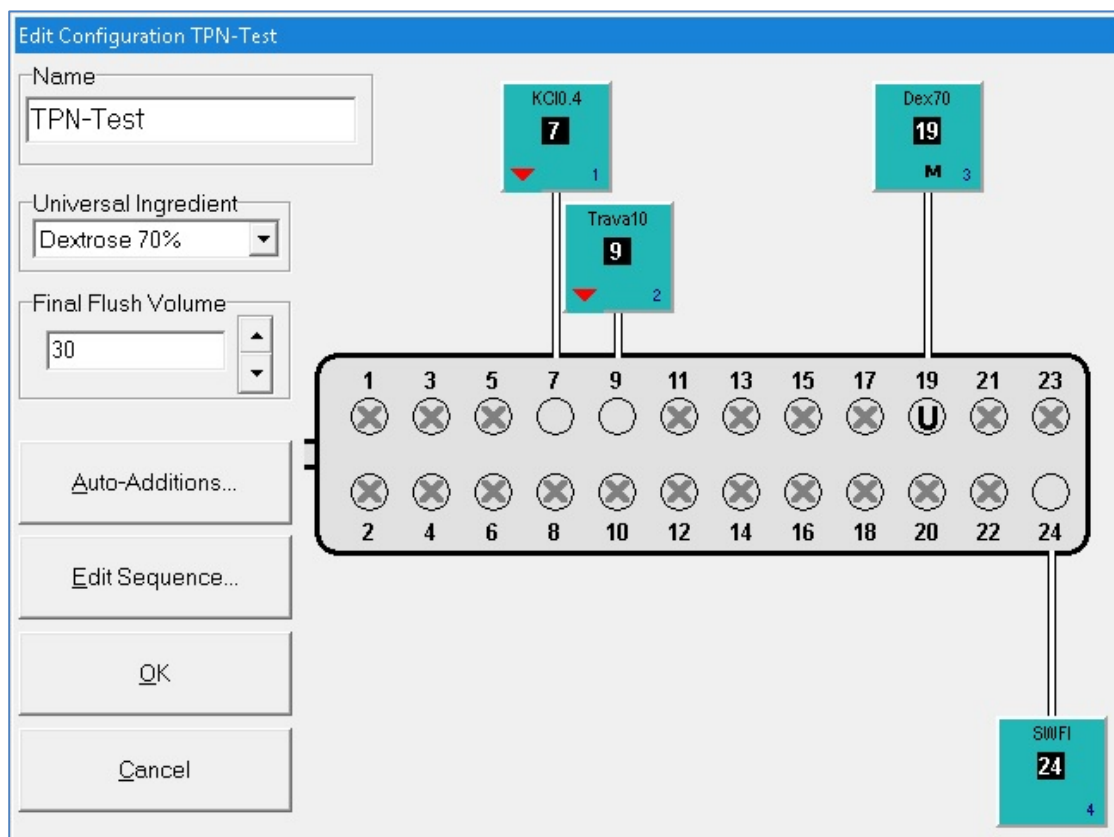 Edit Configuration TPN-Test
Name
TPN-Test
Universal Ingredient
Dextrose 70%
Final Flush Volume
30
Auto-Additions...
Edit Sequence...
OK
Cancel
KCl0.4
7
1
Trava10
9
2
Dex70
19
M 3
1 3 5 7 9 11 13 15 17 19 21 23
U
2 4 6 8 10 12 14 16 18 20 22 24
SWFI
24
4